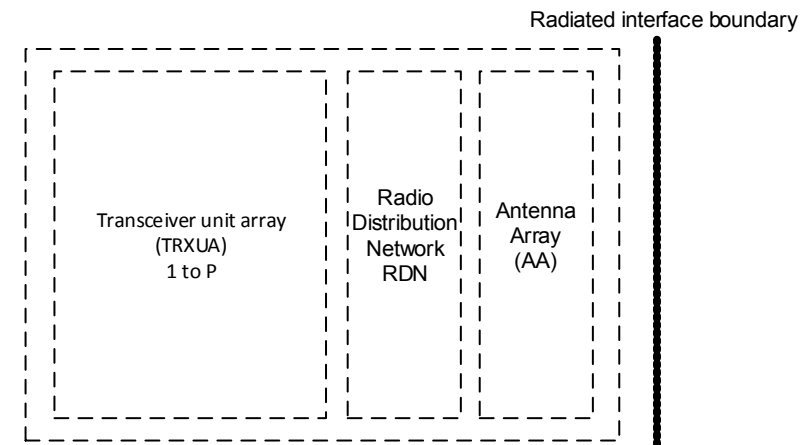 Radiated interface boundary
Transceiver unit array
(TRXUA)
1 to P
Radio
Distribution
Network
RDN
Antenna
Array
(AA)